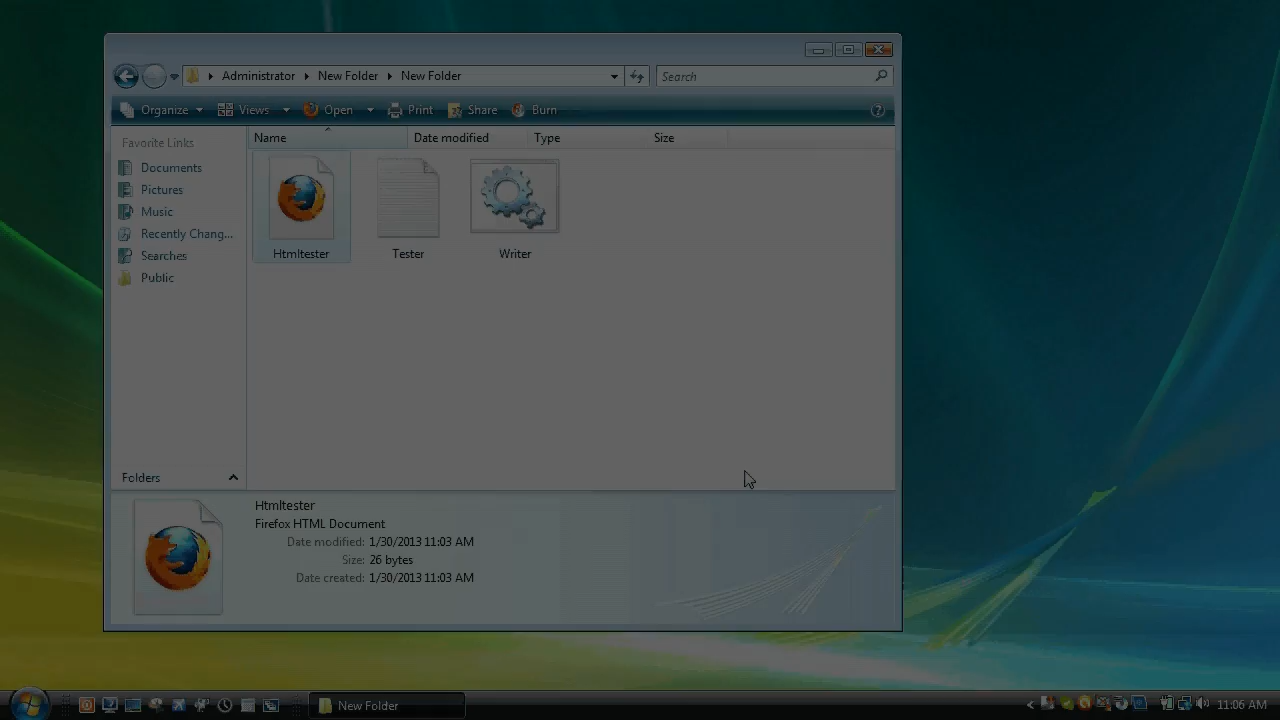 Administrator New Folder New Folder
Search
Organize Views Open Print Share Burn
Favorite Links
Name Date modified Type Size
Documents
Pictures
Music
Recently Chang...
Searches
Public
Htmltester Tester Writer
Folders
Htmltester
Firefox HTML Document
Date modified: 1/30/2013 11:03 AM
Size: 26 bytes
Date created: 1/30/2013 11:03 AM
New Folder
11:06 AM